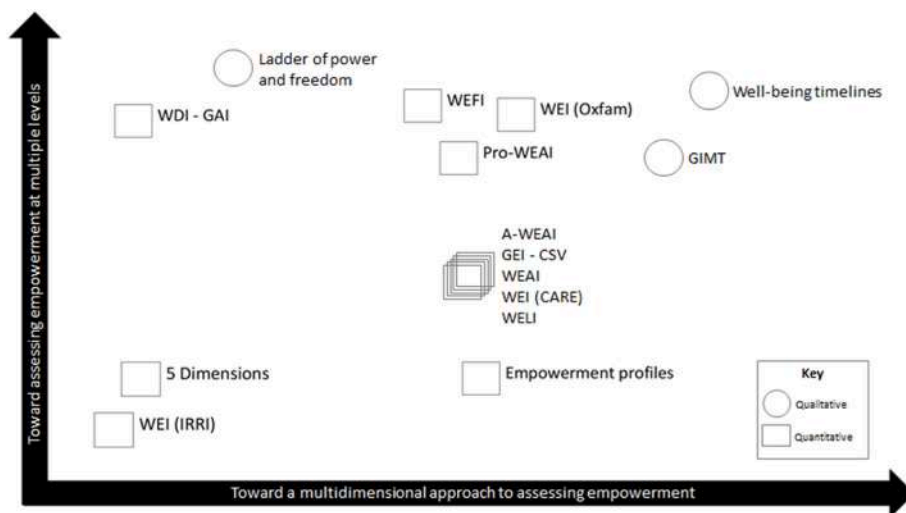 Toward assessing empowerment at multiple levels
Ladder of power
and freedom
WDI - GAI
WEFI
WEI (Oxfam)
Well-being timelines
Pro-WEAI
GIMT
A-WEAI
GEI - CSV
WEAI
WEI (CARE)
WELI
5 Dimensions
Empowerment profiles
WEI (IRRI)
Key
Qualitative
Quantitative
Toward a multidimensional approach to assessing empowerment